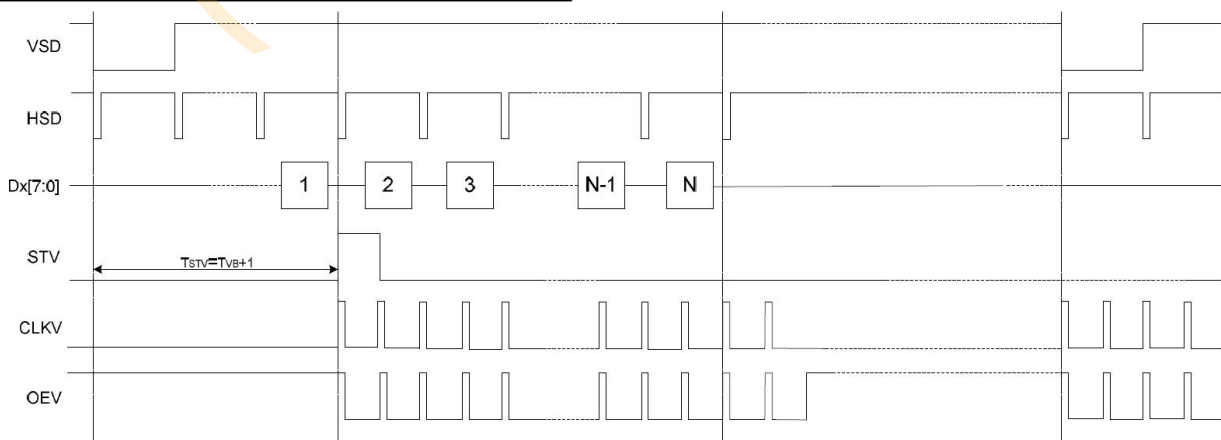 VSD
HSD
Dx[7:0] 1 2 3 N-1 N
STV
TSTV=TVB+1
CLKV
OEV